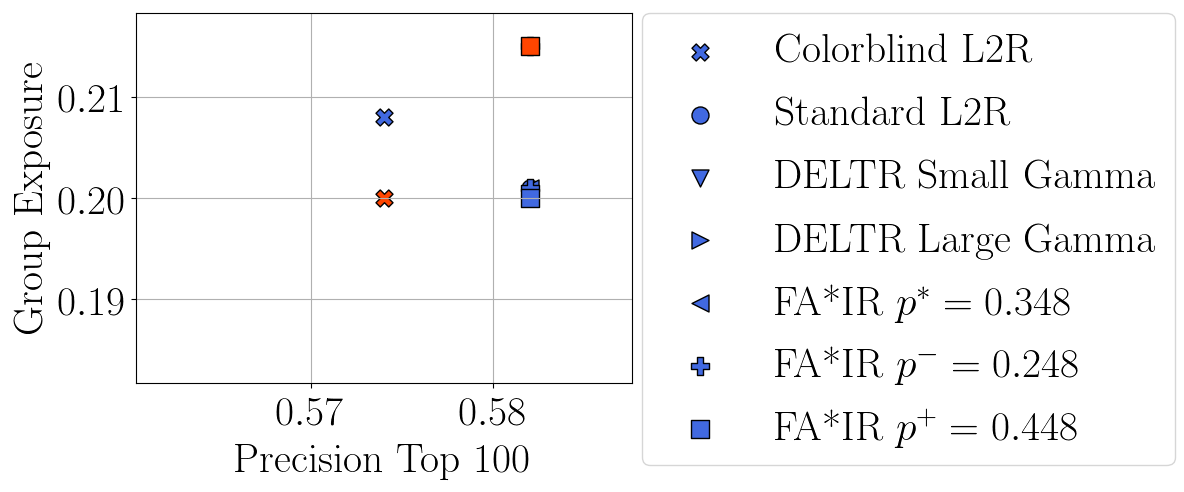 Group Exposure
0.21
0.20
0.19
0.57
0.58
Precision Top 100
Colorblind L2R
Standard L2R
DELTR Small Gamma
DELTR Large Gamma
FA*IR p* = 0.348
FA*IR p⁻ = 0.248
FA*IR p⁺ = 0.448